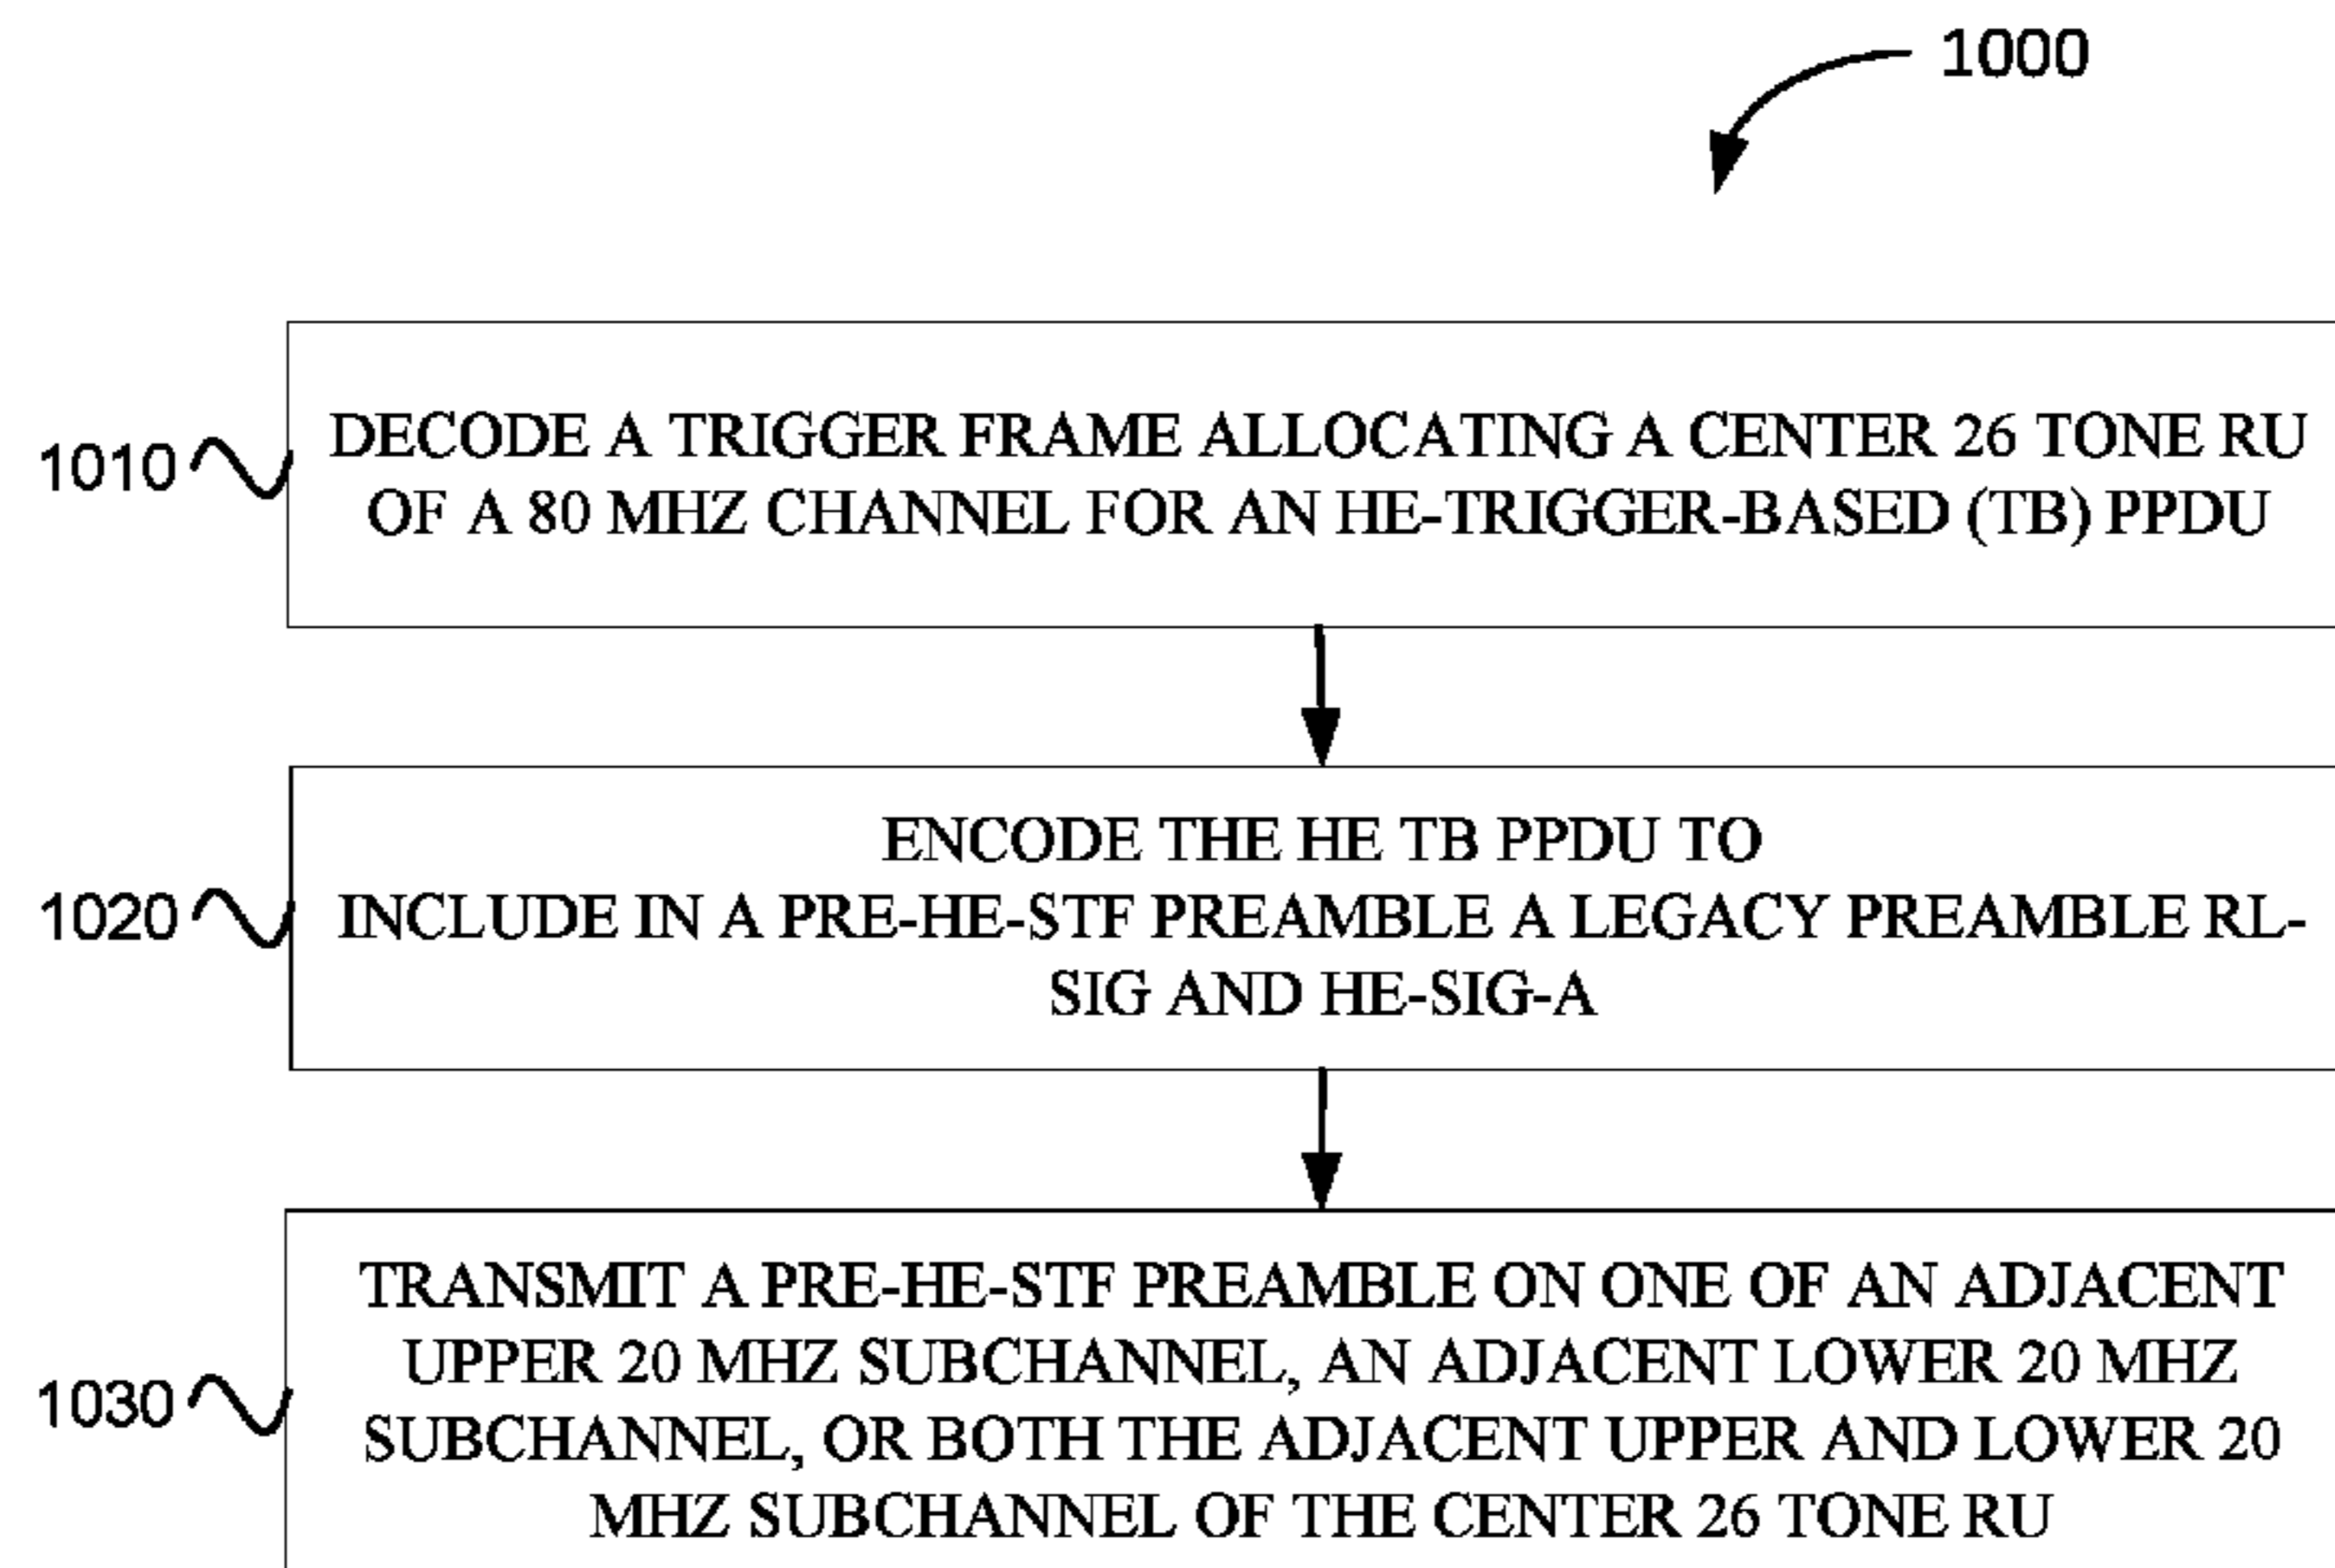 1000
1010
DECODE A TRIGGER FRAME ALLOCATING A CENTER 26 TONE RU
OF A 80 MHZ CHANNEL FOR AN HE-TRIGGER-BASED (TB) PPDU
1020
ENCODE THE HE TB PPDU TO
INCLUDE IN A PRE-HE-STF PREAMBLE A LEGACY PREAMBLE RL-
SIG AND HE-SIG-A
1030
TRANSMIT A PRE-HE-STF PREAMBLE ON ONE OF AN ADJACENT
UPPER 20 MHZ SUBCHANNEL, AN ADJACENT LOWER 20 MHZ
SUBCHANNEL, OR BOTH THE ADJACENT UPPER AND LOWER 20
MHZ SUBCHANNEL OF THE CENTER 26 TONE RU